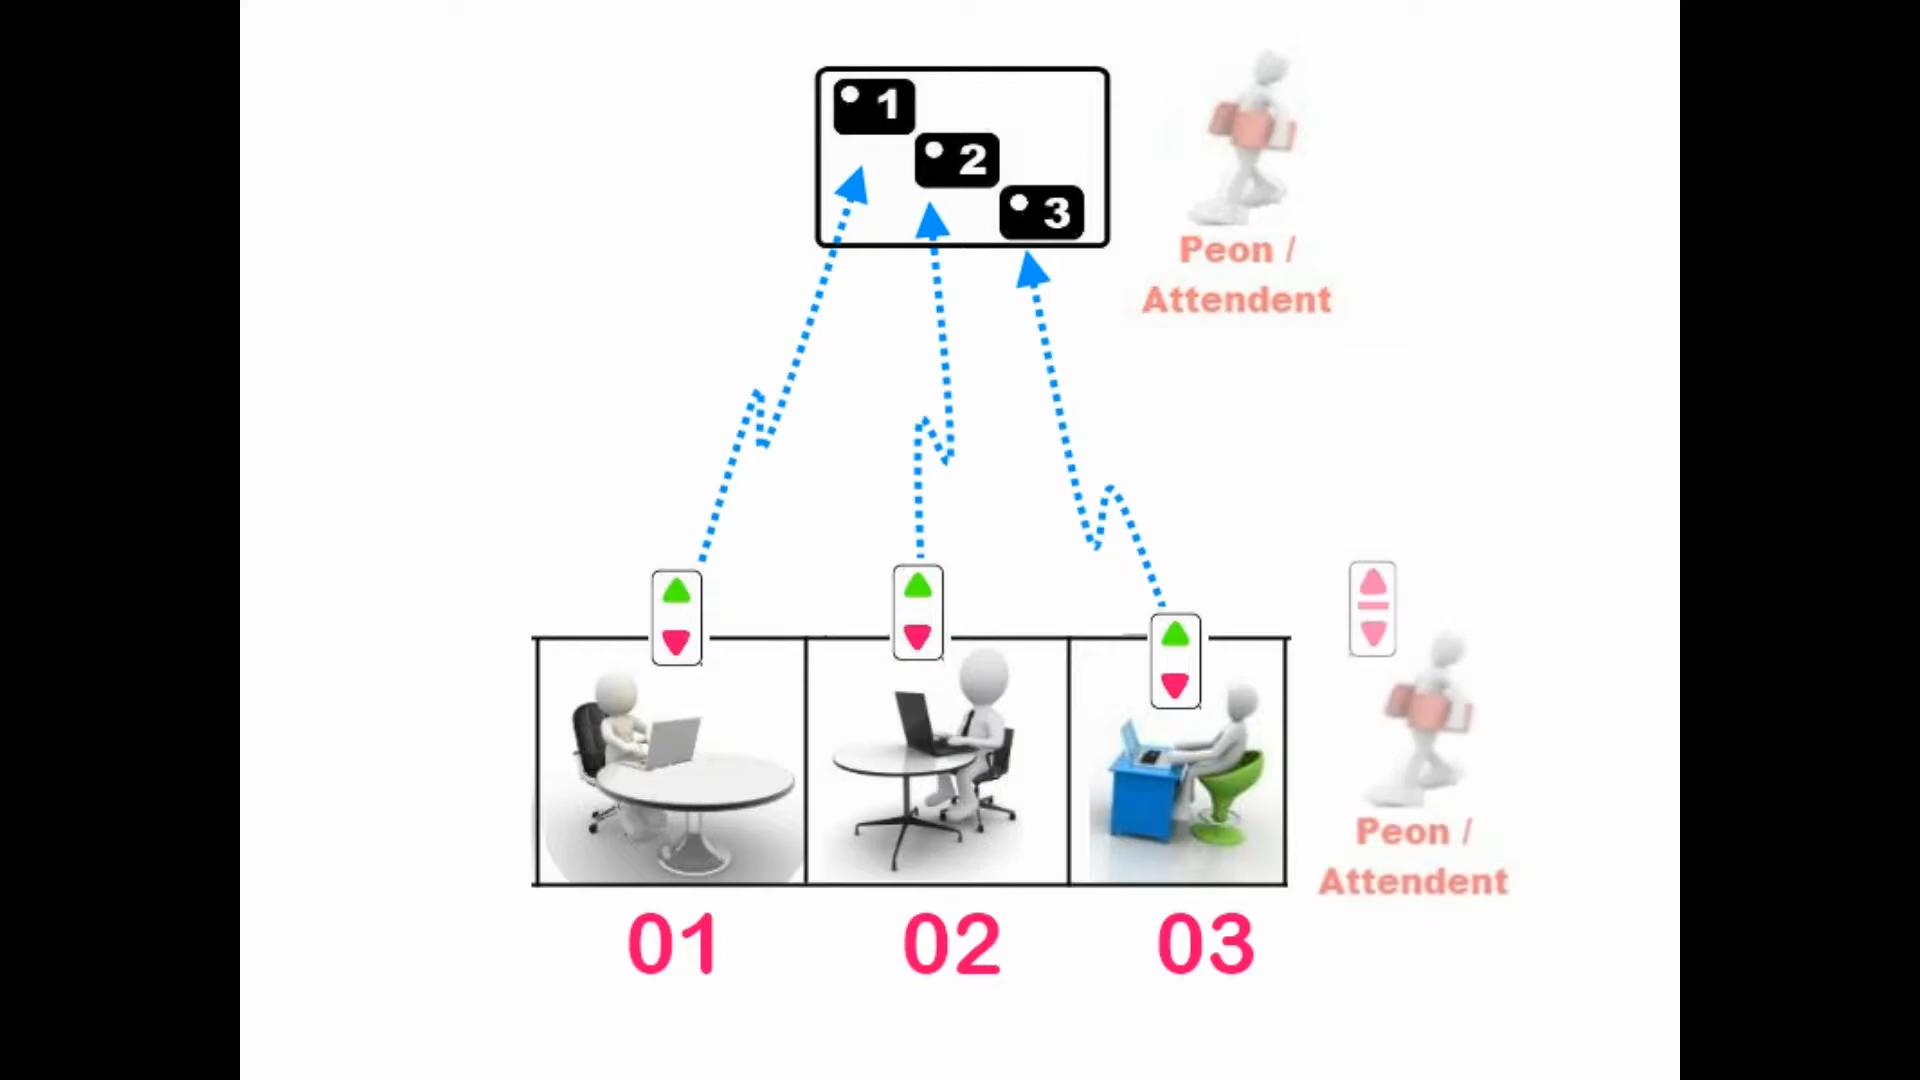 1
2
3
Peon /
Attendent
Peon /
Attendent
01
02
03